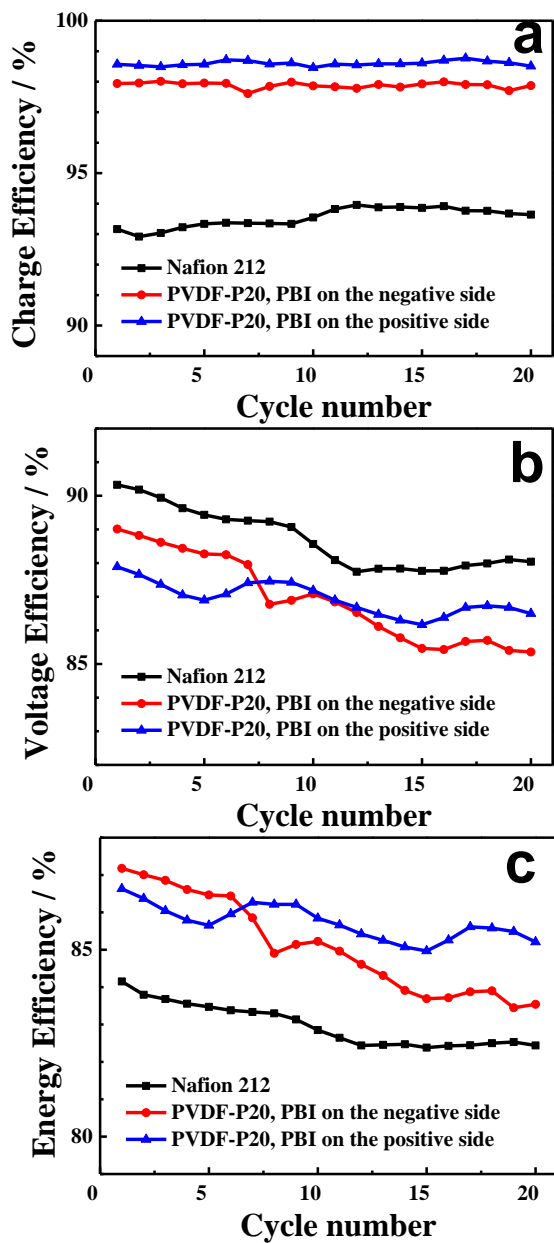 a
Charge Efficiency / %
100
95
90
Nafion 212
PVDF-P20, PBI on the negative side
PVDF-P20, PBI on the positive side
0 5 10 15 20
Cycle number
b
Voltage Efficiency / %
90
85
Nafion 212
PVDF-P20, PBI on the negative side
PVDF-P20, PBI on the positive side
0 5 10 15 20
Cycle number
c
Energy Efficiency / %
85
80
Nafion 212
PVDF-P20, PBI on the negative side
PVDF-P20, PBI on the positive side
0 5 10 15 20
Cycle number